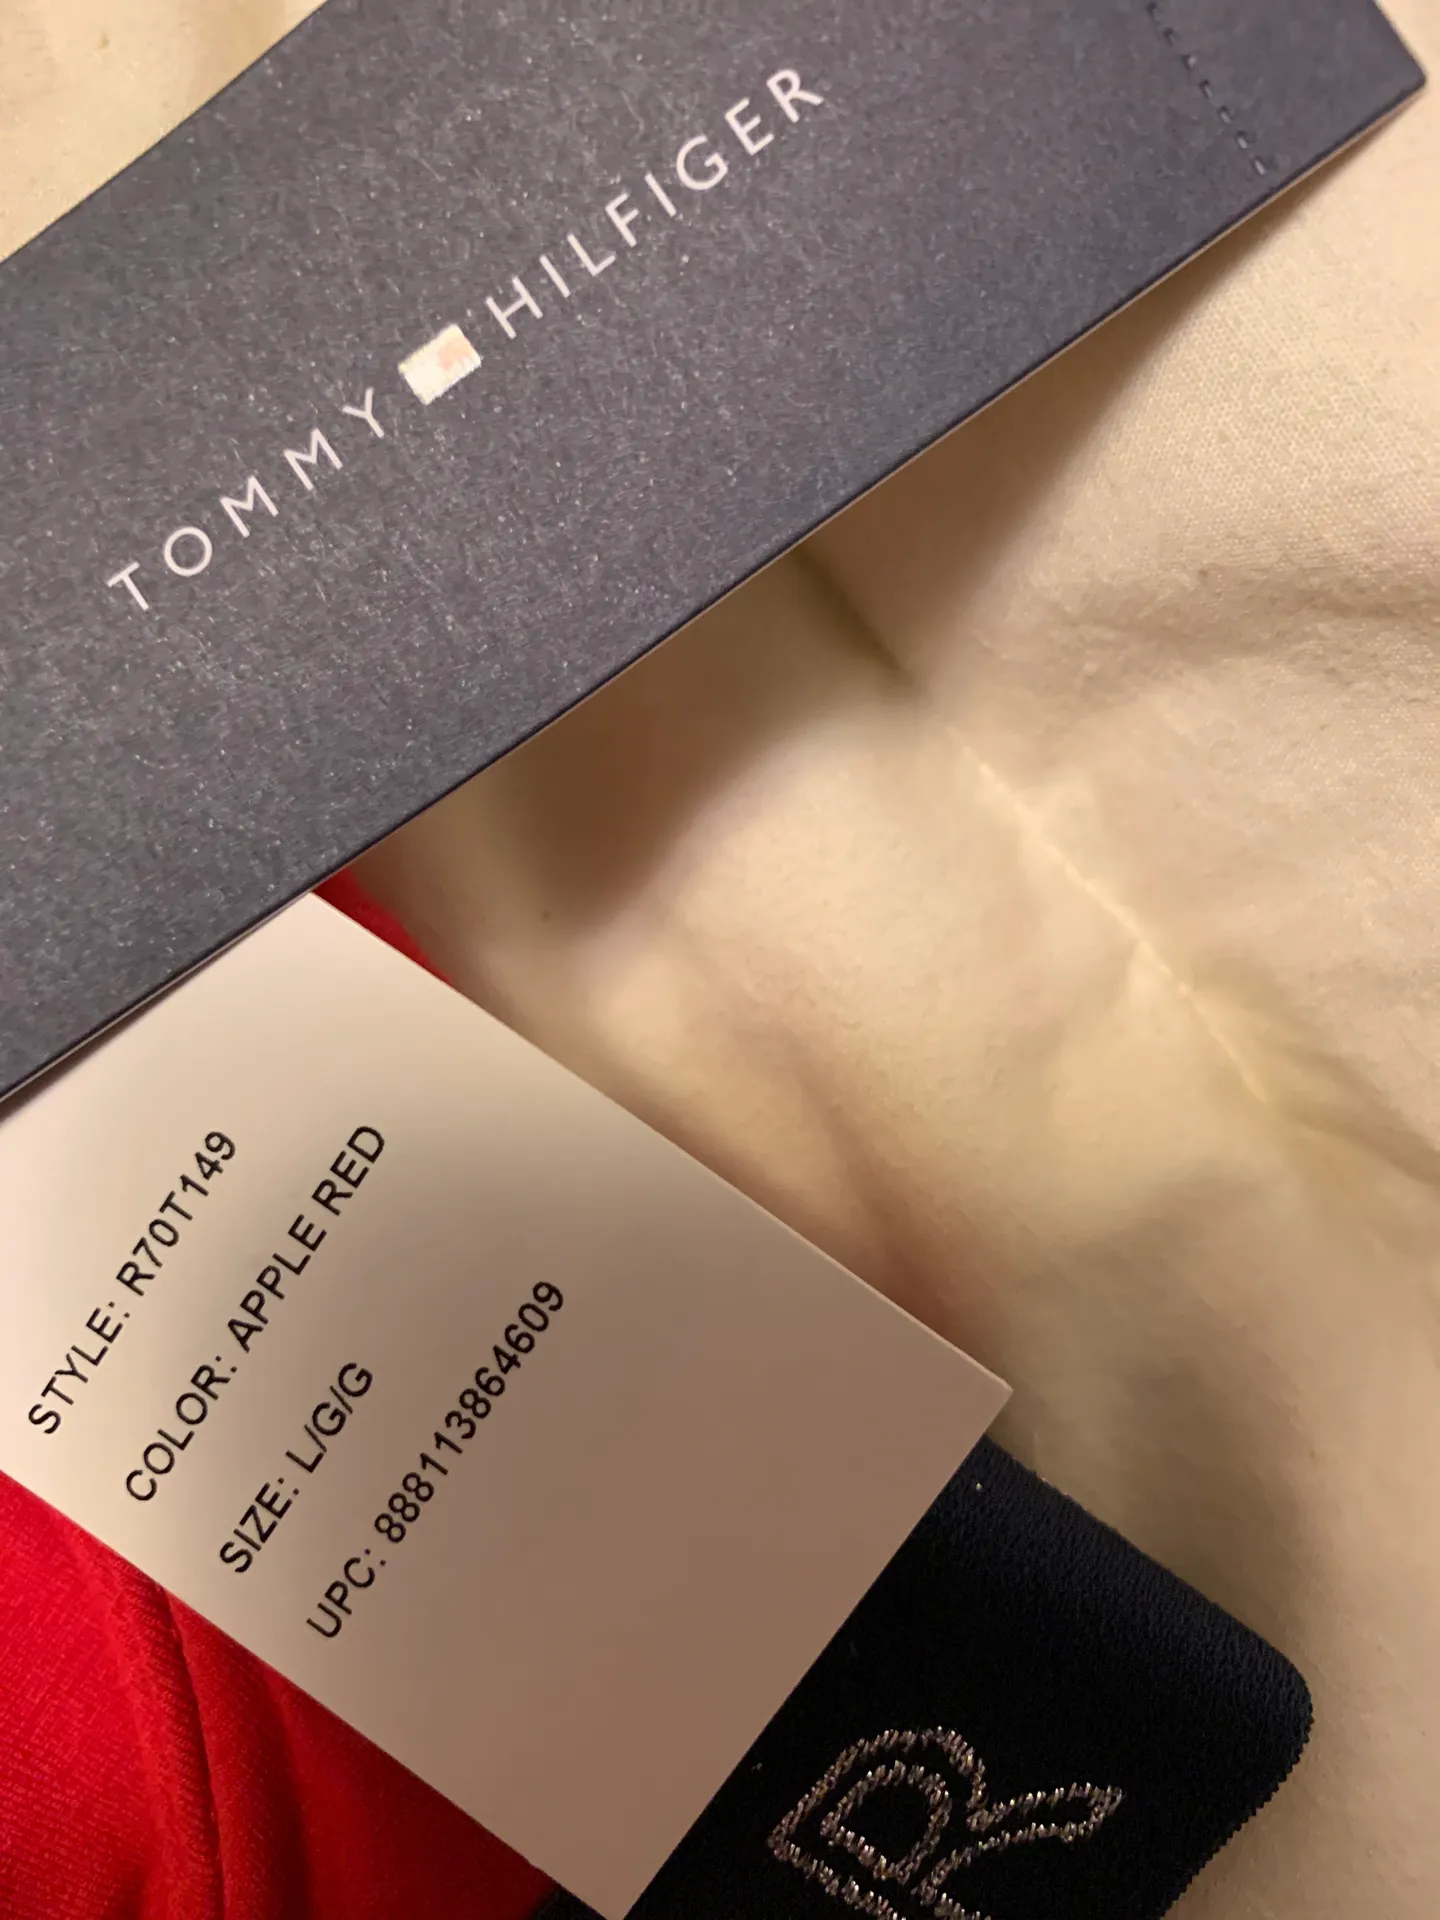 TOMMY HILFIGER
STYLE: R70T149
COLOR: APPLE RED
SIZE: L/G/G
UPC: 888113864609
R